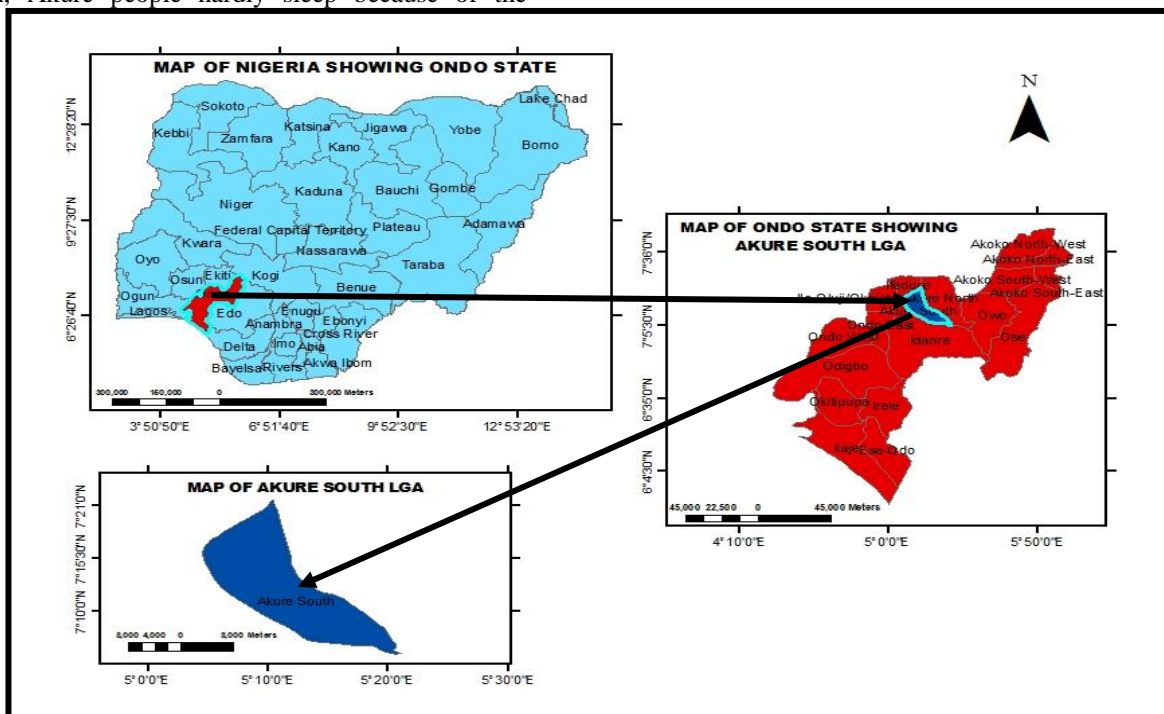 Akure people hardly sleep because of the
MAP OF NIGERIA SHOWING ONDO STATE
N
12°28'20"N
9°27'30"N
6°26'40"N
Lake Chad
Sokoto
Kebbi
Zamfara
Katsina
Jigawa
Yobe
Kano
Borno
Kaduna
Bauchi
Gombe
Niger
Adamawa
Federal Capital Territory
Plateau
Kwara
Nassarawa
Oyo
Taraba
Osun
Ekiti
Kogi
Benue
Ogun
Lagos
Edo
Enugu
Anambra
Ebonyi
Cross River
Delta
Imo
Abia
Bayelsa
Rivers
Akwa Ibom
300,000 150,000 0 300,000 Meters
3°50'50"E 6°51'40"E 9°52'30"E 12°53'20"E
MAP OF ONDO STATE SHOWING
AKURE SOUTH LGA
7°36'0"N
7°5'30"N
6°35'0"N
6°4'30"N
Akoko North-West
Akoko North-East
Akoko South-West
Akoko South-East
Ifedore
Owo
Ose
Idanre
Ondo West
Odigbo
Okitipupa
Irele
Ilaje
Ese-Odo
45,000 22,500 0 45,000 Meters
4°10'0"E 5°0'0"E 5°50'0"E
MAP OF AKURE SOUTH LGA
7°21'0"N
7°15'30"N
7°10'0"N
Akure South
8,000 4,000 0 8,000 Meters
5°0'0"E 5°10'0"E 5°20'0"E 5°30'0"E